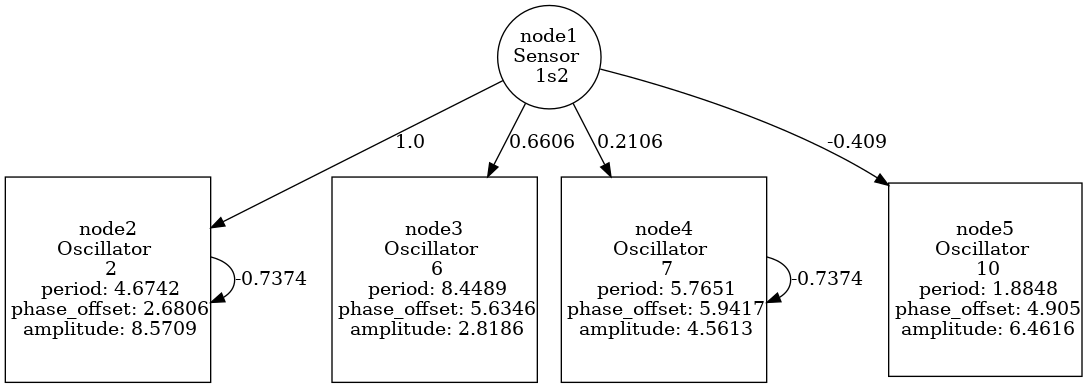 node1
Sensor
1s2
1.0
0.6606
0.2106
-0.409
node2
Oscillator
2
period: 4.6742
phase_offset: 2.6806
amplitude: 8.5709
-0.7374
node3
Oscillator
6
period: 8.4489
phase_offset: 5.6346
amplitude: 2.8186
node4
Oscillator
7
period: 5.7651
phase_offset: 5.9417
amplitude: 4.5613
-0.7374
node5
Oscillator
10
period: 1.8848
phase_offset: 4.905
amplitude: 6.4616